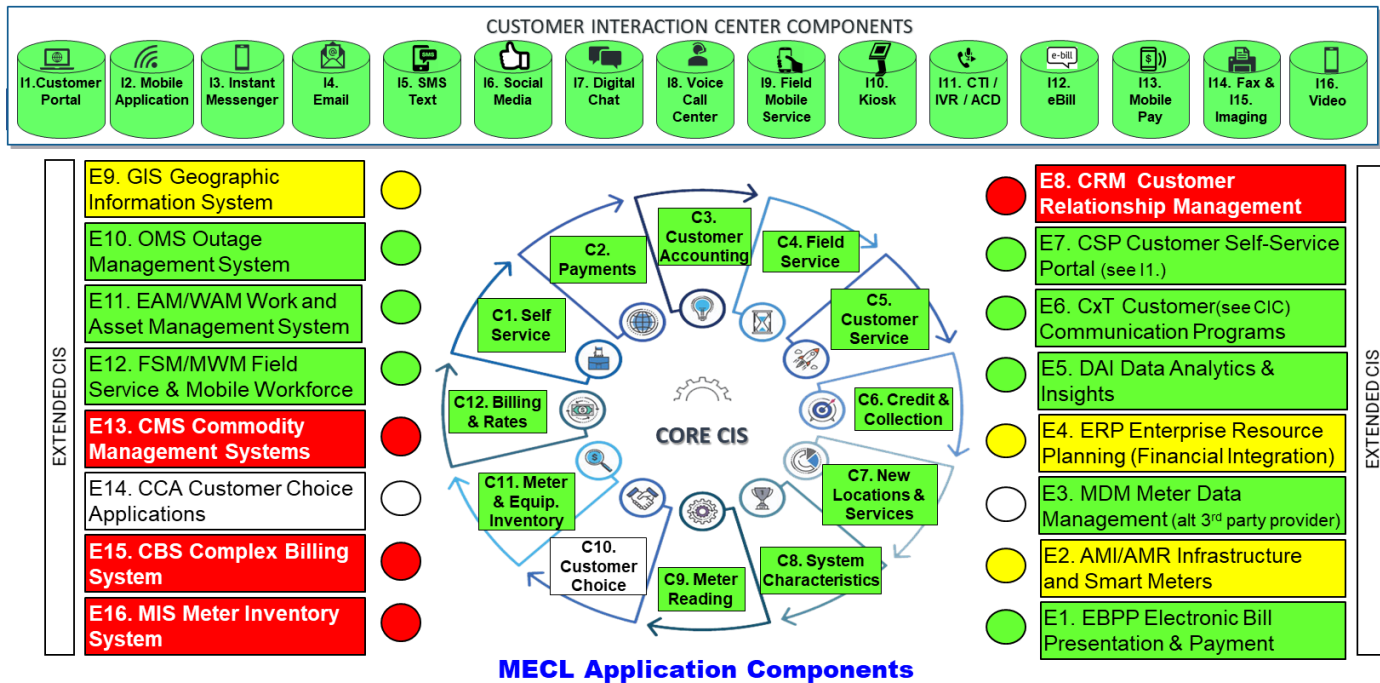 CUSTOMER INTERACTION CENTER COMPONENTS
I1.Customer
Portal
I2. Mobile
Application
I3. Instant
Messenger
I4.
Email
SMS
I5. SMS
Text
I6. Social
Media
I7. Digital
Chat
I8. Voice
Call
Center
I9. Field
Mobile
Service
I10.
Kiosk
I11. CTI /
IVR / ACD
e-bill
I12.
eBill
I13.
Mobile
Pay
I14. Fax &
I15.
Imaging
I16.
Video
EXTENDED CIS
E9. GIS Geographic
Information System
E10. OMS Outage
Management System
E11. EAM/WAM Work and
Asset Management System
E12. FSM/MWM Field
Service & Mobile Workforce
E13. CMS Commodity
Management Systems
E14. CCA Customer Choice
Applications
E15. CBS Complex Billing
System
E16. MIS Meter Inventory
System
C3.
Customer
Accounting
C4. Field
Service
C5.
Customer
Service
C6. Credit &
Collection
C7. New
Locations &
Services
C8. System
Characteristics
C9. Meter
Reading
C10.
Customer
Choice
C11. Meter
& Equip.
Inventory
C12. Billing
& Rates
C1. Self
Service
C2.
Payments
CORE CIS
E8. CRM Customer
Relationship Management
E7. CSP Customer Self-Service
Portal (see I1.)
E6. CxT Customer(see CIC)
Communication Programs
E5. DAI Data Analytics &
Insights
E4. ERP Enterprise Resource
Planning (Financial Integration)
E3. MDM Meter Data
Management (alt 3rd party provider)
E2. AMI/AMR Infrastructure
and Smart Meters
E1. EBPP Electronic Bill
Presentation & Payment
EXTENDED CIS
MECL Application Components